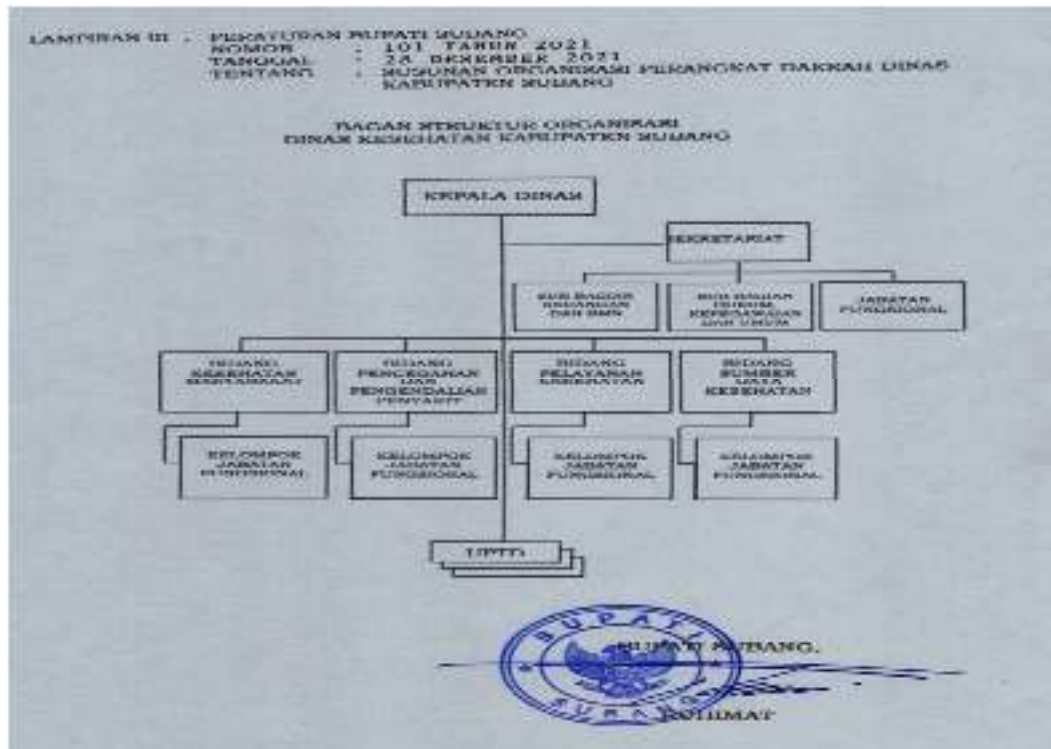 LAMPIRAN III : PERATURAN BUPATI SUBANG
NOMOR : 101 TAHUN 2021
TANGGAL : 28 DESEMBER 2021
TENTANG : SUSUNAN ORGANISASI PERANGKAT DAERAH DINAS
KABUPATEN SUBANG
BAGAN STRUKTUR ORGANISASI
DINAS KESEHATAN KABUPATEN SUBANG
KEPALA DINAS
SEKRETARIAT
SUB BAGIAN
KEUANGAN
DAN BMN
SUB BAGIAN
HUKUM
KEPEGAWAIAN
DAN UMUM
JABATAN
FUNGSIONAL
BIDANG
KESEHATAN
MASYARAKAT
BIDANG
PENCEGAHAN
DAN
PENGENDALIAN
PENYAKIT
BIDANG
PELAYANAN
KESEHATAN
BIDANG
SUMBER
DAYA
KESEHATAN
KELOMPOK
JABATAN
FUNGSIONAL
KELOMPOK
JABATAN
FUNGSIONAL
KELOMPOK
JABATAN
FUNGSIONAL
KELOMPOK
JABATAN
FUNGSIONAL
UPTD
BUPATI SUBANG,
BUPATI
SUBANG
RUHIMAT